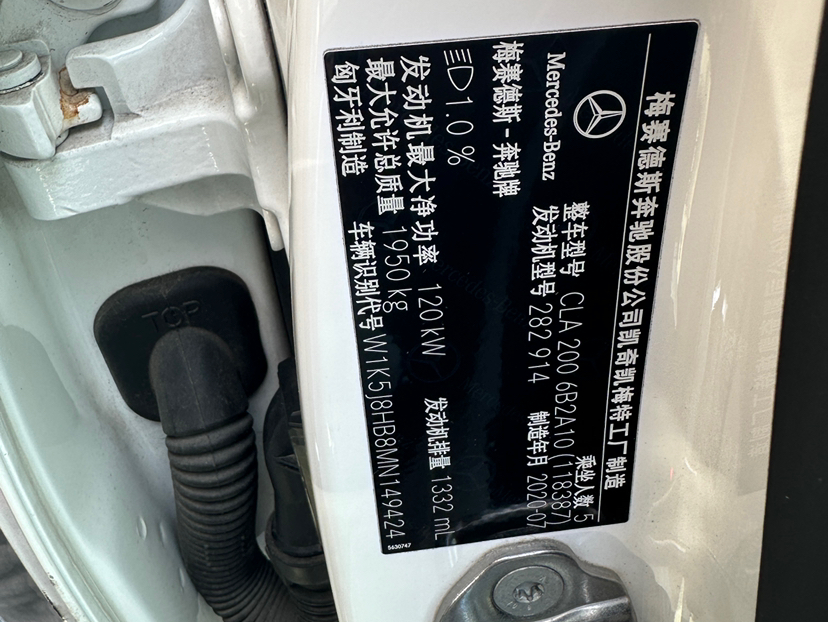 梅赛德斯奔驰股份公司凯奇凯梅特工厂制造
Mercedes-Benz
整车型号 CLA 200 6B2A10 (118387)
乘坐人数 5
发动机型号 282 914
制造年月 2020-07
梅赛德斯-奔驰牌
1.0 %
发动机最大净功率 120 kW
发动机排量 1332 mL
最大允许总质量 1950 kg
匈牙利制造
车辆识别代号 W1K5J8HB8MN149424
5630747
TOP